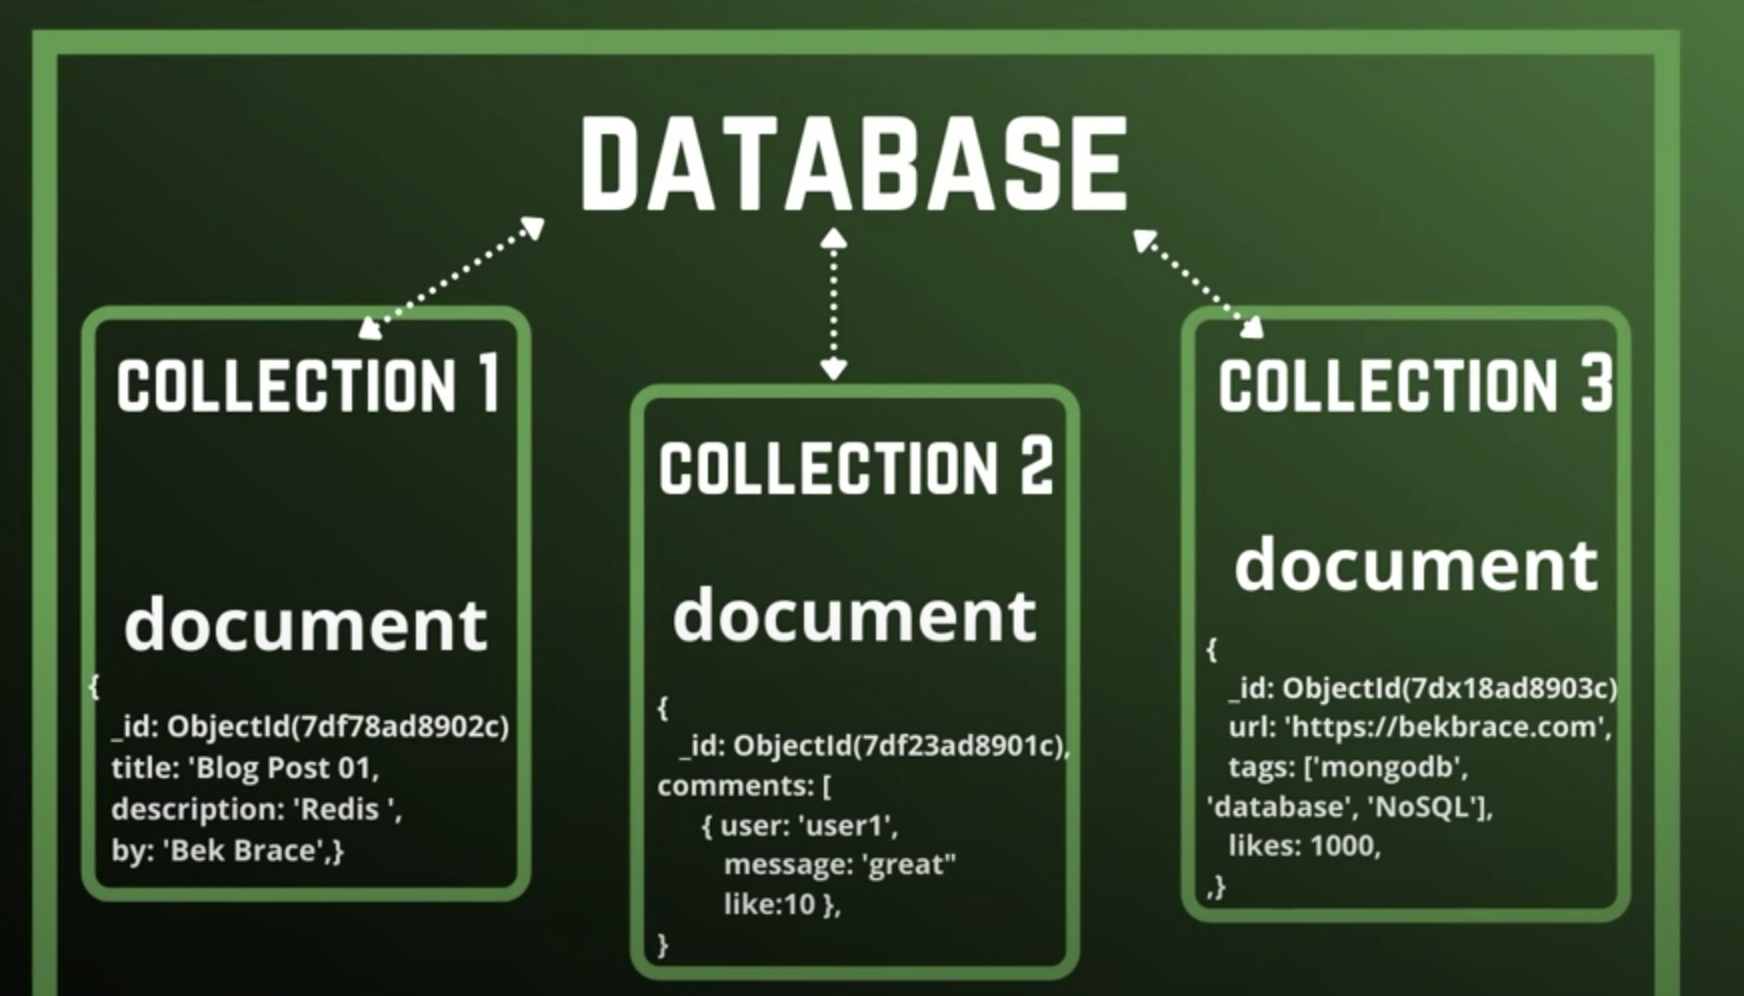 DATABASE
COLLECTION 1
document
{
_id: ObjectId(7df78ad8902c)
title: 'Blog Post 01,
description: 'Redis ',
by: 'Bek Brace',}
COLLECTION 2
document
{
_id: ObjectId(7df23ad8901c),
comments: [
{ user: 'user1',
message: 'great"
like:10 },
}
COLLECTION 3
document
{
_id: ObjectId(7dx18ad8903c)
url: 'https://bekbrace.com',
tags: ['mongodb',
'database', 'NoSQL'],
likes: 1000,
,}